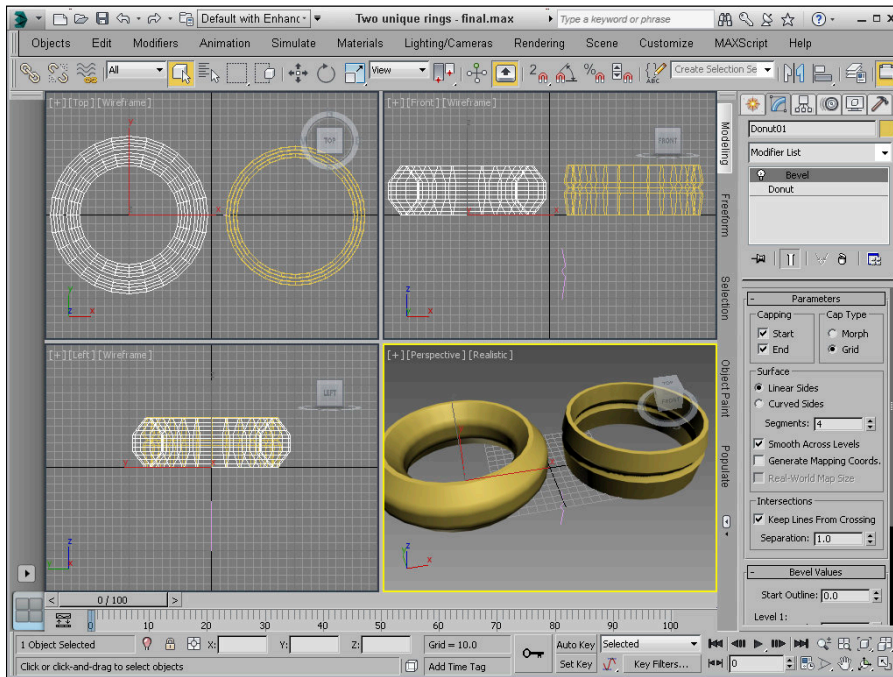 Default with Enhanc
Two unique rings - final.max
Type a keyword or phrase
Objects Edit Modifiers Animation Simulate Materials Lighting/Cameras Rendering Scene Customize MAXScript Help
All
View
2
%
ABC
Create Selection Se
[+][Top][Wireframe]
TOP
y
x
z
y
z x
[+][Front][Wireframe]
FRONT
z
x
z
x
[+][Left][Wireframe]
LEFT
y
z
y
[+][Perspective][Realistic]
TOP
FRONT
x
z
x
Modeling
Freeform
Selection
Object Paint
Populate
Donut01
Modifier List
Bevel
Donut
- Parameters
Capping
Start
End
Cap Type
Morph
Grid
Surface
Linear Sides
Curved Sides
Segments: 4
Smooth Across Levels
Generate Mapping Coords.
Real-World Map Size
Intersections
Keep Lines From Crossing
Separation: 1.0
- Bevel Values
Start Outline: 0.0
Level 1:
< 0 / 100 >
0 10 20 30 40 50 60 70 80 90 100
1 Object Selected X: Y: Z: Grid = 10.0
Auto Key Selected
Click or click-and-drag to select objects
Add Time Tag
Set Key Key Filters...
0